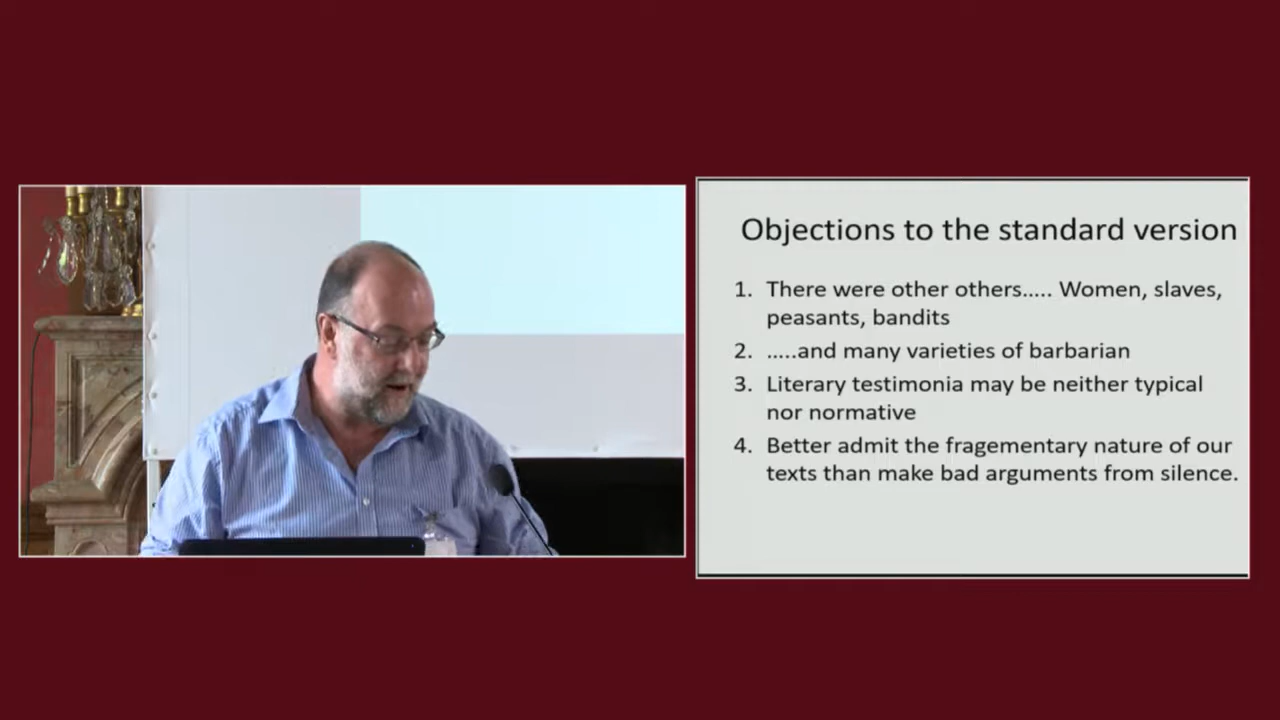 Objections to the standard version
1. There were other others..... Women, slaves,
peasants, bandits
2. .....and many varieties of barbarian
3. Literary testimonia may be neither typical
nor normative
4. Better admit the fragementary nature of our
texts than make bad arguments from silence.